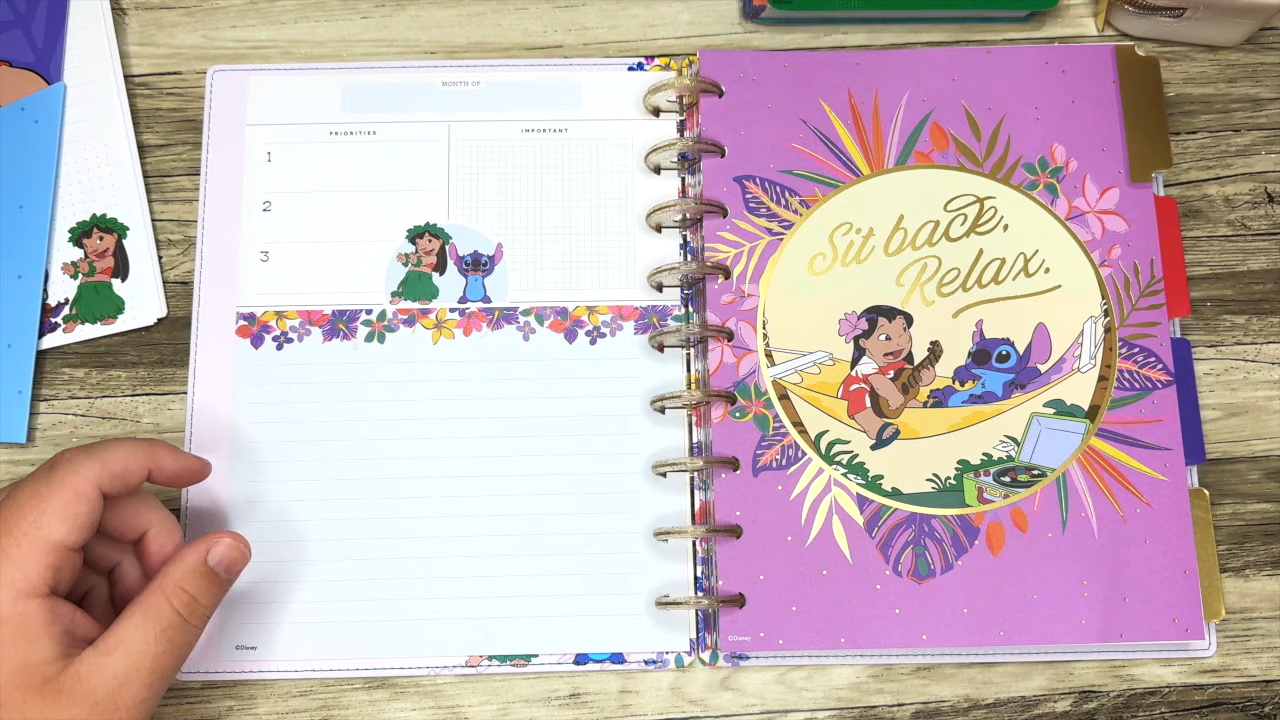 MONTH OF
PRIORITIES
IMPORTANT
1
2
3
©Disney
Sit back.
Relax.
©Disney